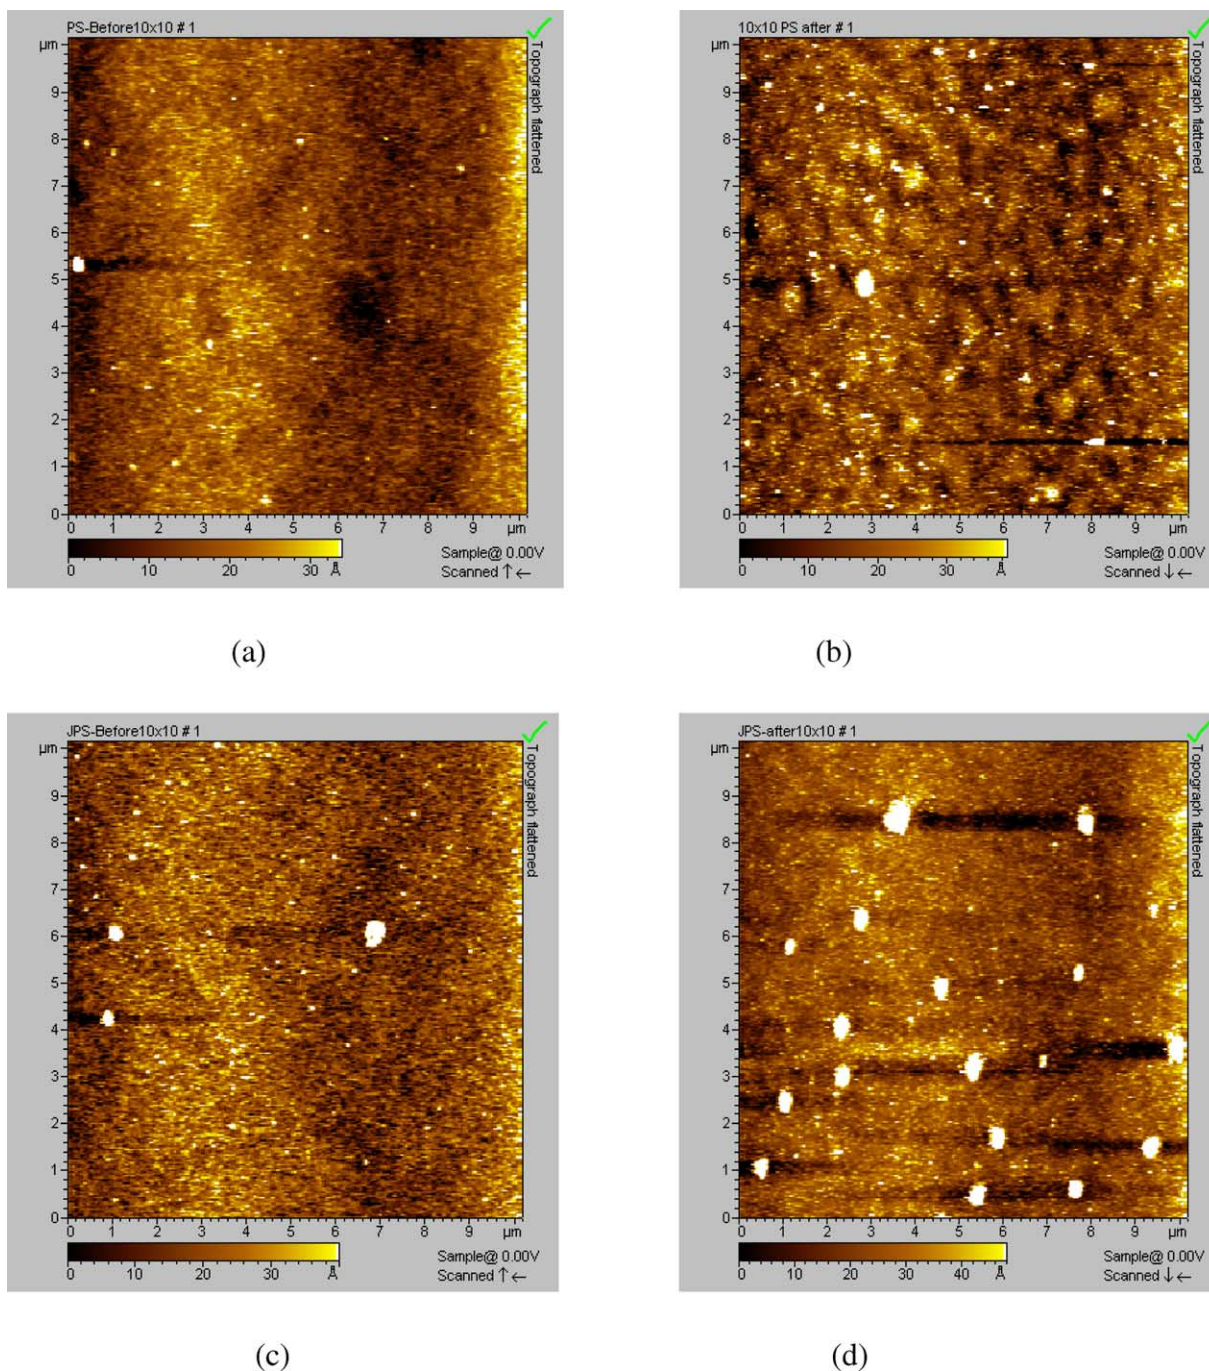 PS-Before10x10 # 1
µm
Topograph flattened
9
8
7
6
5
4
3
2
1
0
0 1 2 3 4 5 6 7 8 9 µm
0 10 20 30 Å
Sample@ 0.00V
Scanned ↑←
(a)
10x10 PS after # 1
µm
Topograph flattened
9
8
7
6
5
4
3
2
1
0
0 1 2 3 4 5 6 7 8 9 µm
0 10 20 30 Å
Sample@ 0.00V
Scanned ↓←
(b)
JPS-Before10x10 # 1
µm
Topograph flattened
9
8
7
6
5
4
3
2
1
0
0 1 2 3 4 5 6 7 8 9 µm
0 10 20 30 Å
Sample@ 0.00V
Scanned ↑←
(c)
JPS-after10x10 # 1
µm
Topograph flattened
9
8
7
6
5
4
3
2
1
0
0 1 2 3 4 5 6 7 8 9 µm
0 10 20 30 40 Å
Sample@ 0.00V
Scanned ↓←
(d)